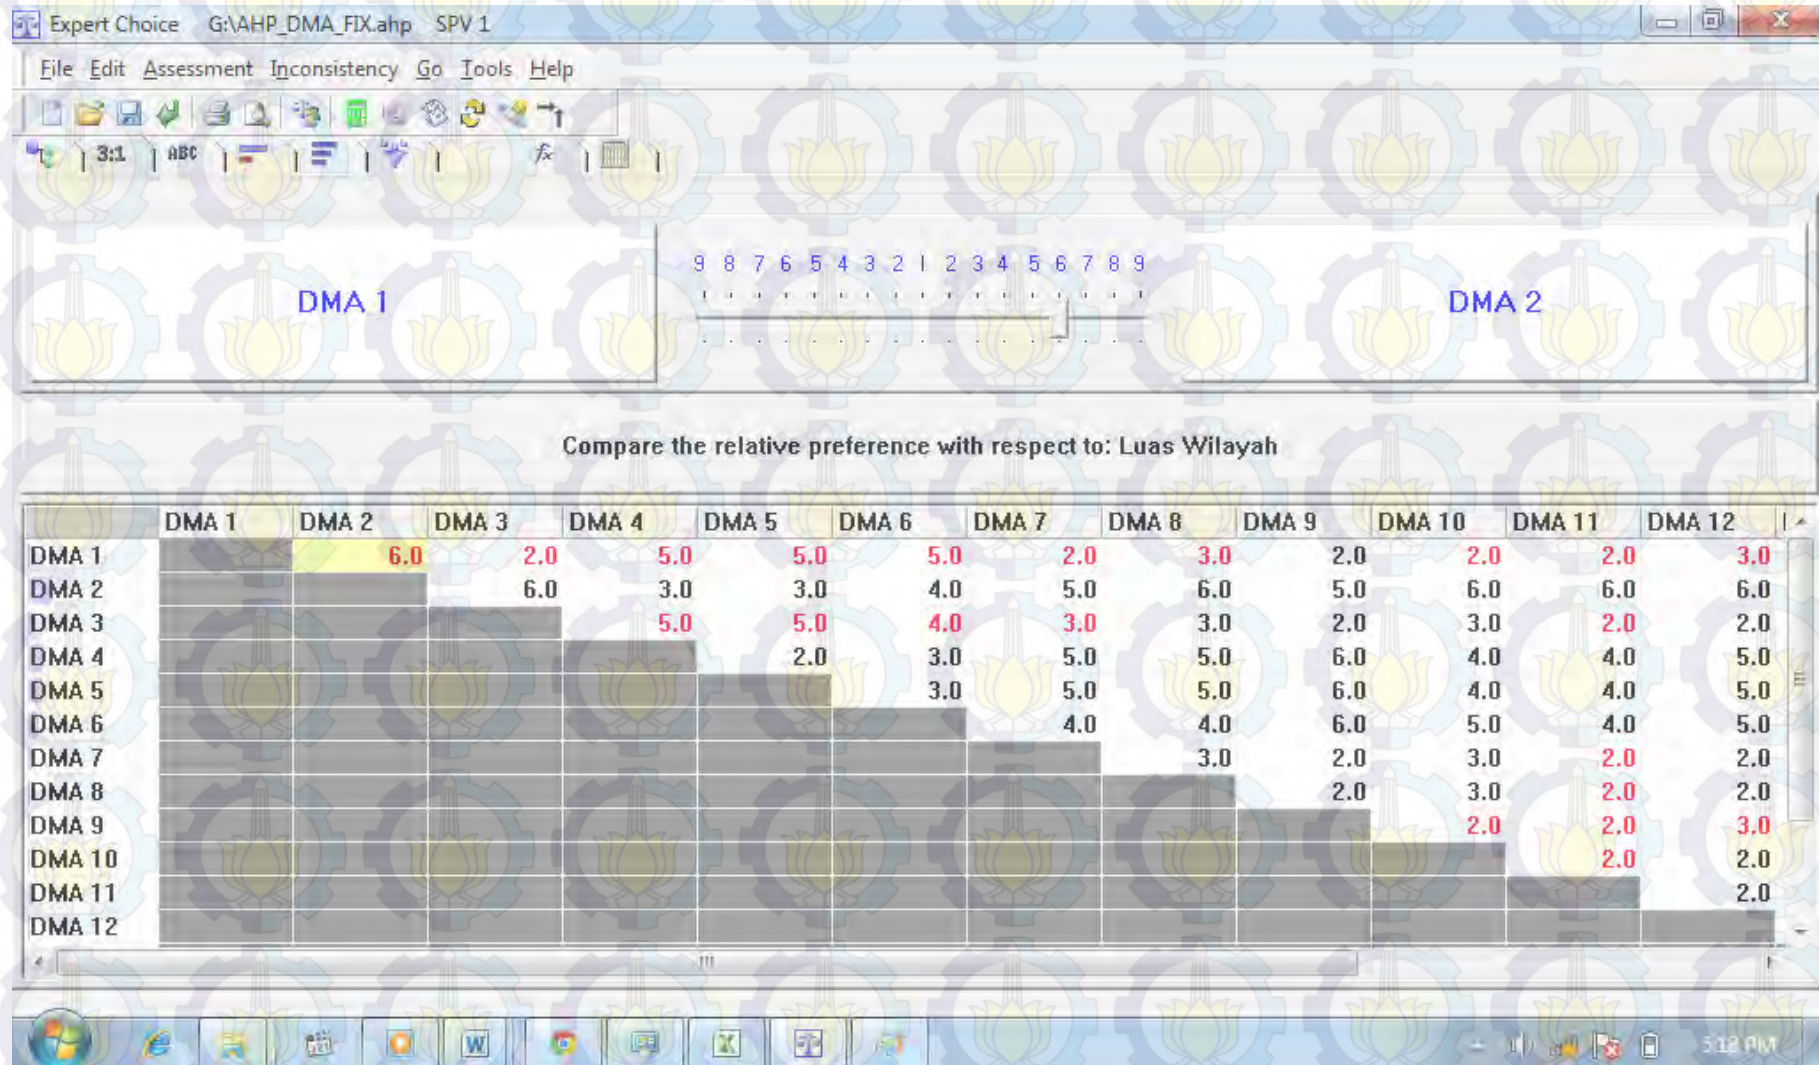 Expert Choice G:\AHP_DMA_FIX.ahp SPV 1
File Edit Assessment Inconsistency Go Tools Help
3:1 ABC fx
9 8 7 6 5 4 3 2 1 2 3 4 5 6 7 8 9
DMA 1 DMA 2
Compare the relative preference with respect to: Luas Wilayah
DMA 1 DMA 2 DMA 3 DMA 4 DMA 5 DMA 6 DMA 7 DMA 8 DMA 9 DMA 10 DMA 11 DMA 12
DMA 1 6.0 2.0 5.0 5.0 5.0 2.0 3.0 2.0 2.0 2.0 3.0
DMA 2 6.0 3.0 3.0 4.0 5.0 6.0 5.0 6.0 6.0 6.0
DMA 3 5.0 5.0 4.0 3.0 3.0 2.0 3.0 2.0 2.0
DMA 4 2.0 3.0 5.0 5.0 6.0 4.0 4.0 5.0
DMA 5 3.0 5.0 5.0 6.0 4.0 4.0 5.0
DMA 6 4.0 4.0 6.0 5.0 4.0 5.0
DMA 7 3.0 2.0 3.0 2.0 2.0
DMA 8 2.0 3.0 2.0 2.0
DMA 9 2.0 2.0 3.0
DMA 10 2.0 2.0
DMA 11 2.0
DMA 12
5:18 PM